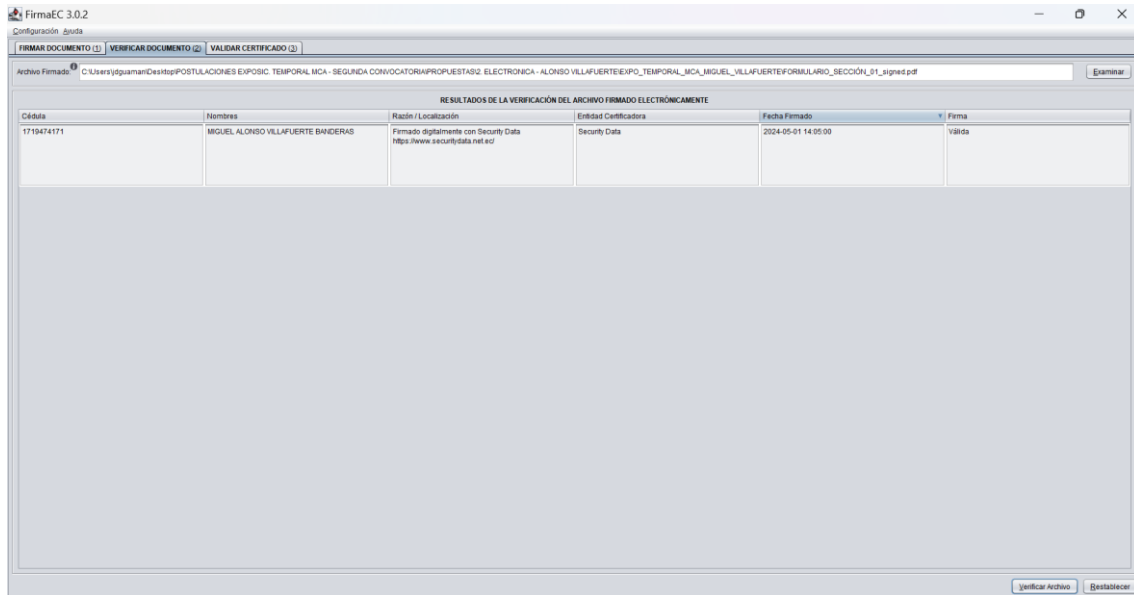 FirmaEC 3.0.2
Configuración Ayuda
FIRMAR DOCUMENTO (1) VERIFICAR DOCUMENTO (2) VALIDAR CERTIFICADO (3)
Archivo Firmado C:\Users\jdguaman\Desktop\POSTULACIONES EXPOSIC. TEMPORAL MCA - SEGUNDA CONVOCATORIA\PROPUESTAS\2. ELECTRONICA - ALONSO VILLAFUERTE\EXPO_TEMPORAL_MCA_MIGUEL_VILLAFUERTE\FORMULARIO_SECCIÓN_01_signed.pdf Examinar
RESULTADOS DE LA VERIFICACIÓN DEL ARCHIVO FIRMADO ELECTRÓNICAMENTE
Cédula Nombres Razón / Localización Entidad Certificadora Fecha Firmado Firma
1719474171 MIGUEL ALONSO VILLAFUERTE BANDERAS Firmado digitalmente con Security Data Security Data 2024-05-01 14:05:00 Válida
https://www.securitydata.net.ec/
Verificar Archivo Restablecer